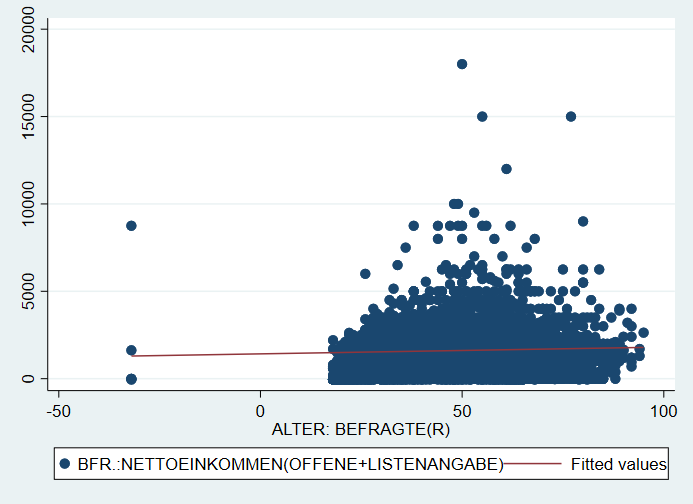 20000
15000
10000
5000
0
-50 0 50 100
ALTER: BEFRAGTE(R)
BFR.:NETTOEINKOMMEN(OFFENE+LISTENANGABE) Fitted values